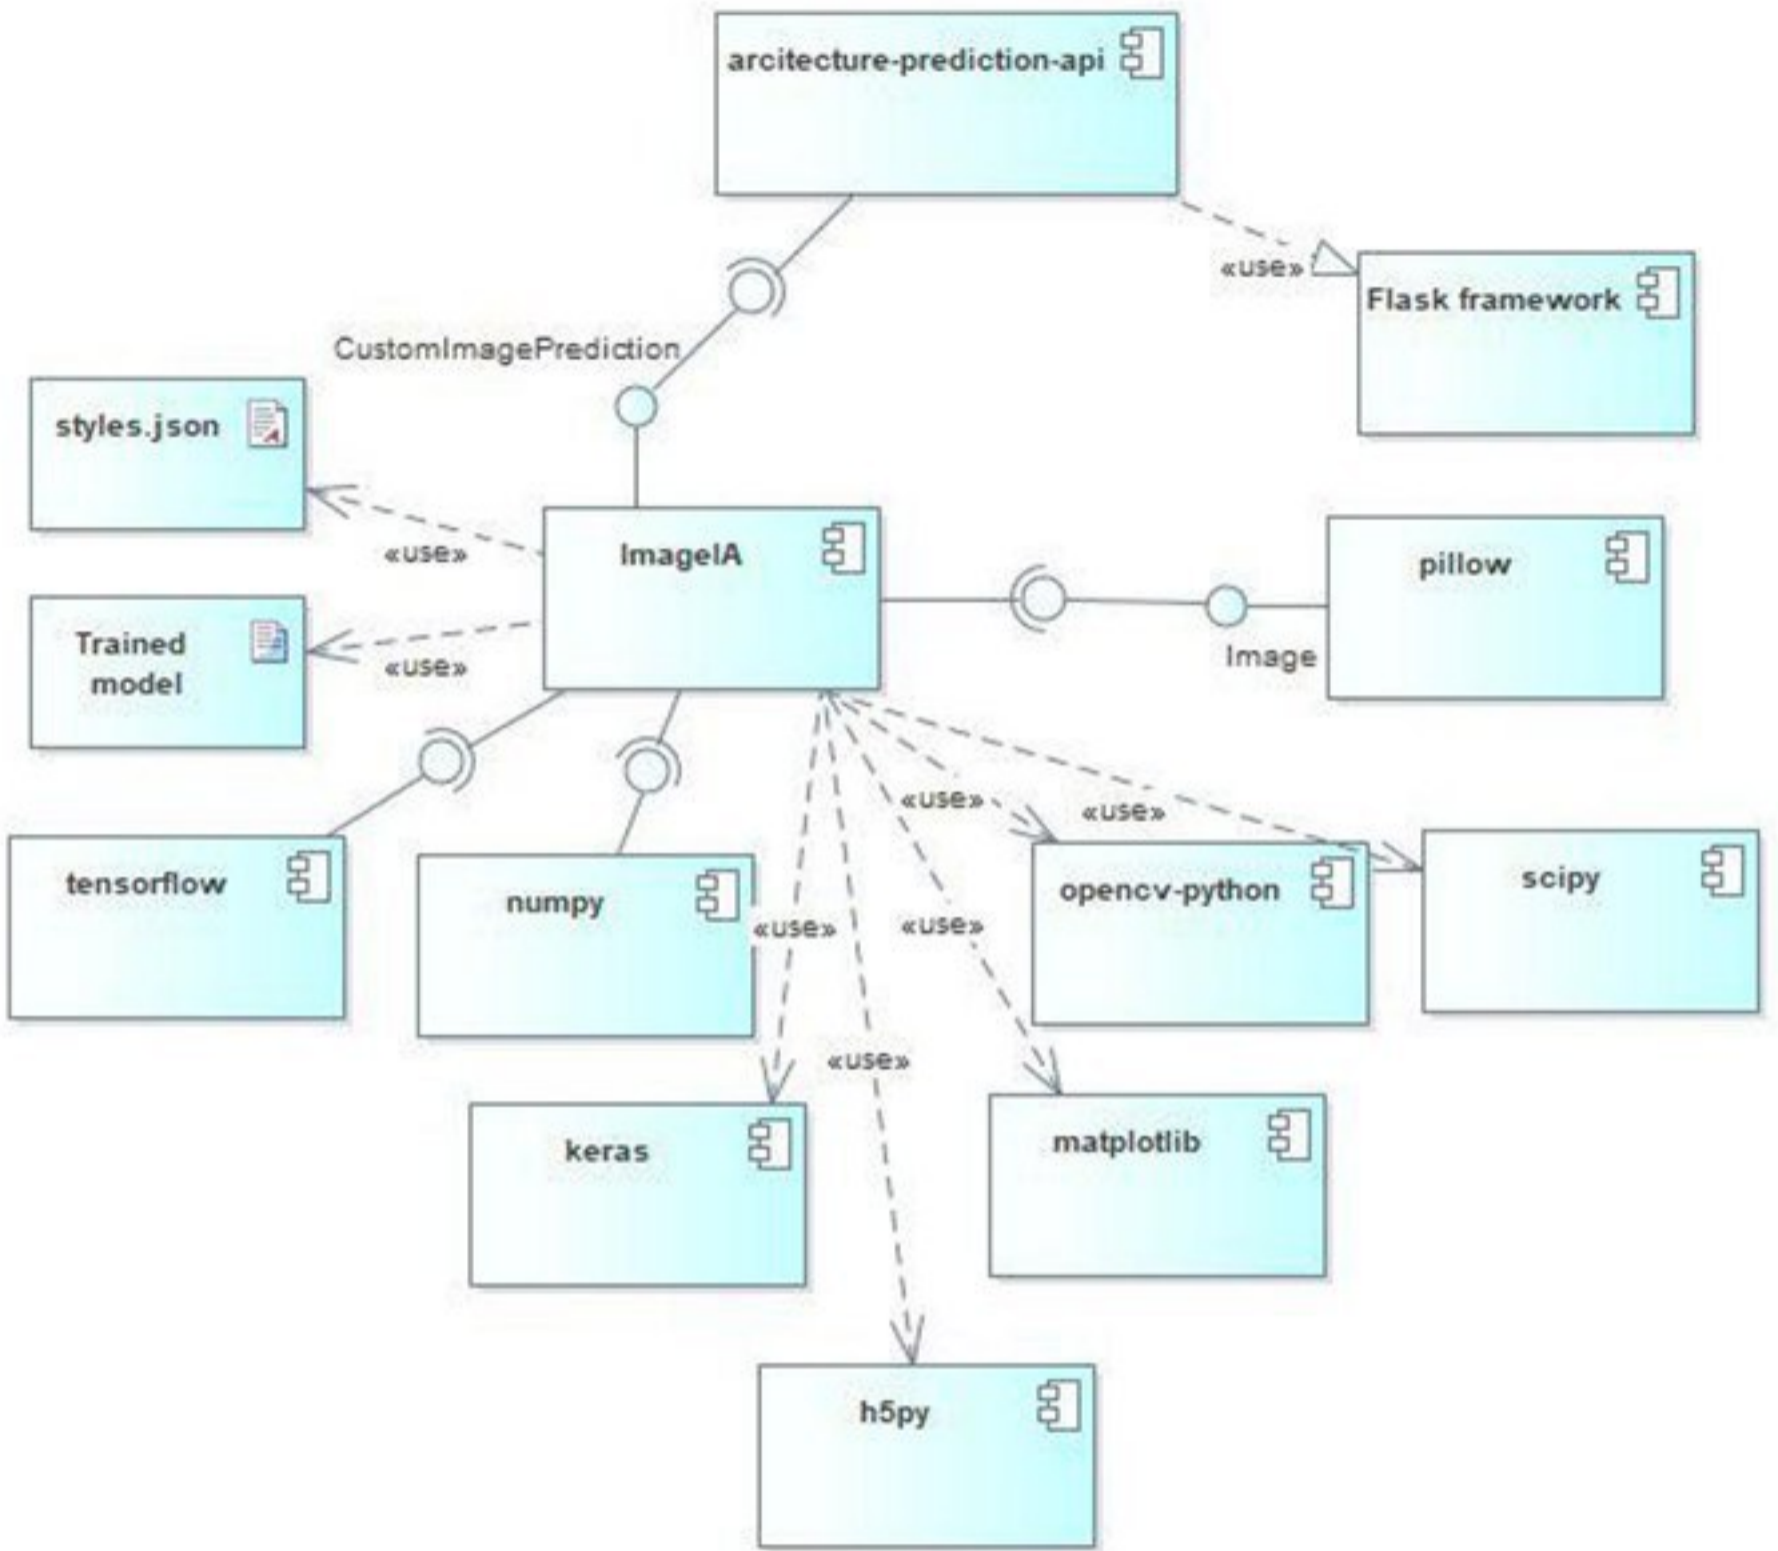 arcitecture-prediction-api
«use»
Flask framework
CustomImagePrediction
styles.json
«use»
ImageIA
pillow
Image
Trained
model
«use»
tensorflow
numpy
«use»
«use»
«use»
«use»
opencv-python
scipy
«use»
keras
matplotlib
h5py